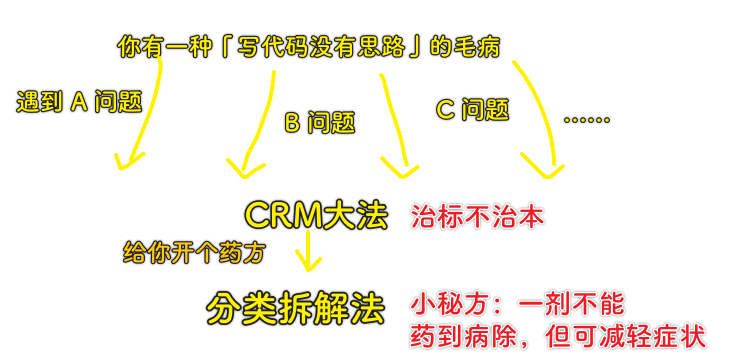 你有一种「写代码没有思路」的毛病
遇到 A 问题
B 问题
C 问题
......
CRM大法
治标不治本
给你开个药方
分类拆解法
小秘方：一剂不能
药到病除，但可减轻症状